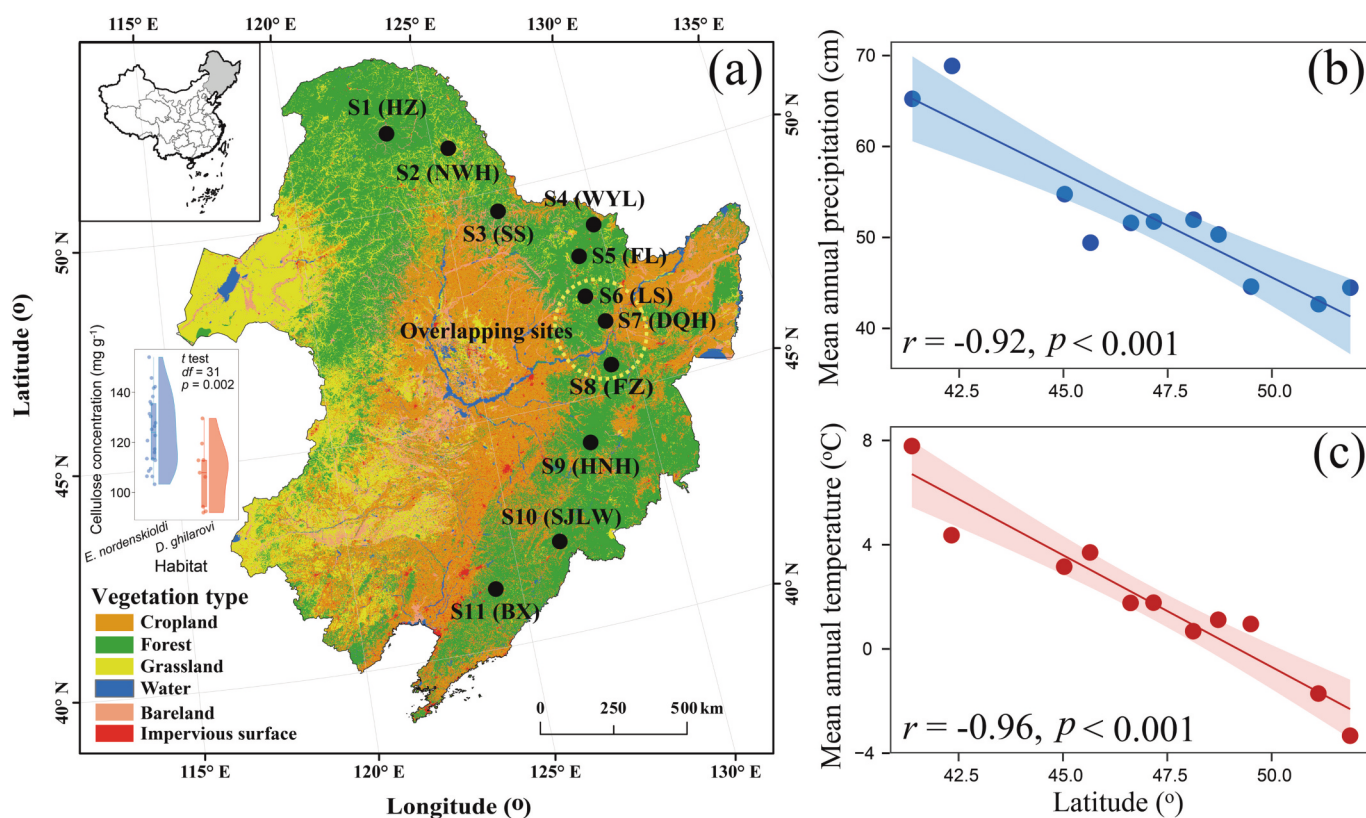 115° E
120° E
125° E
130° E
135° E
(a)
S1 (HZ)
S2 (NWH)
S3 (SS)
S4 (WYL)
S5 (FL)
S6 (LS)
S7 (DQH)
Overlapping sites
S8 (FZ)
S9 (HNH)
S10 (SJLW)
S11 (BX)
50° N
45° N
40° N
50° N
45° N
40° N
Latitude (o)
Cellulose concentration (mg g⁻¹)
140
120
100
t test
df = 31
p = 0.002
E. nordenskioldi
D. ghilarovi
Habitat
Vegetation type
Cropland
Forest
Grassland
Water
Bareland
Impervious surface
0 250 500 km
115° E
120° E
125° E
130° E
Longitude (o)
(b)
Mean annual precipitation (cm)
70
60
50
40
r = -0.92, p < 0.001
42.5 45.0 47.5 50.0
(c)
Mean annual temperature (°C)
8
4
0
−4
r = -0.96, p < 0.001
42.5 45.0 47.5 50.0
Latitude (°)